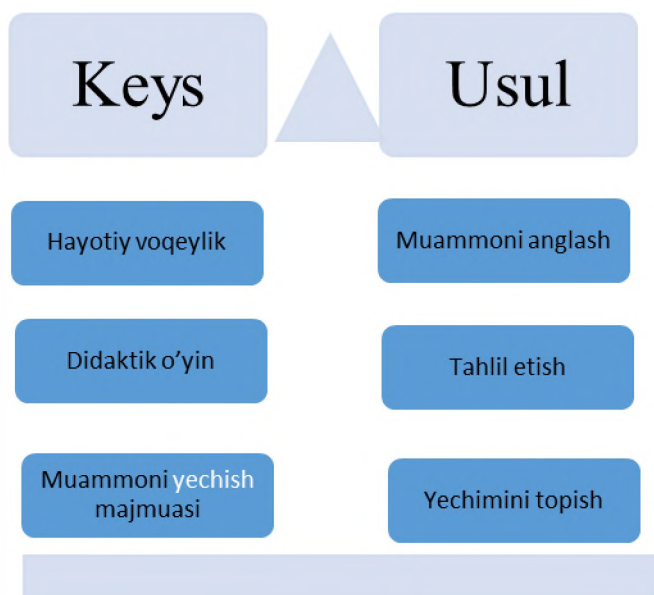 Keys
Usul
Hayotiy voqeylik
Muammoni anglash
Didaktik o’yin
Tahlil etish
Muammoni yechish
majmuasi
Yechimini topish